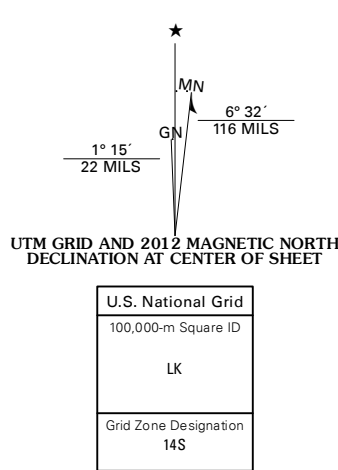 ★
MN
GN
6° 32´
116 MILS
1° 15´
22 MILS
UTM GRID AND 2012 MAGNETIC NORTH
DECLINATION AT CENTER OF SHEET
U.S. National Grid
100,000-m Square ID
LK
Grid Zone Designation
14S